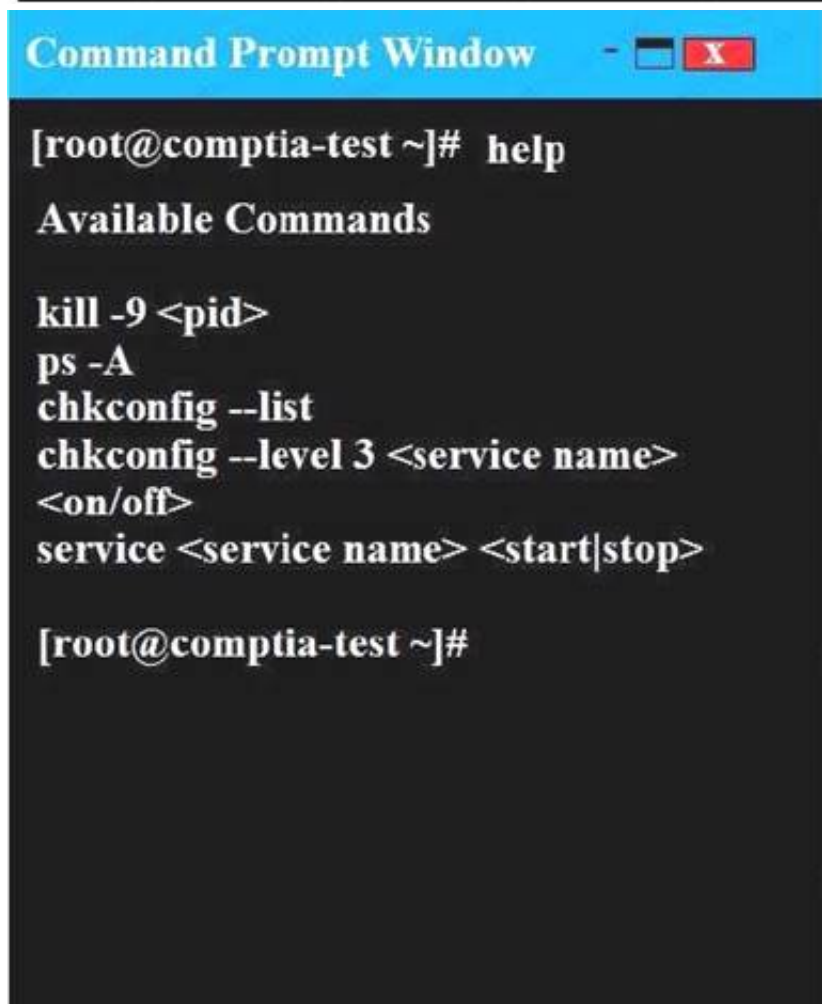 Command Prompt Window - X
[root@comptia-test ~]# help
Available Commands
kill -9 <pid>
ps -A
chkconfig --list
chkconfig --level 3 <service name>
<on/off>
service <service name> <start|stop>
[root@comptia-test ~]#